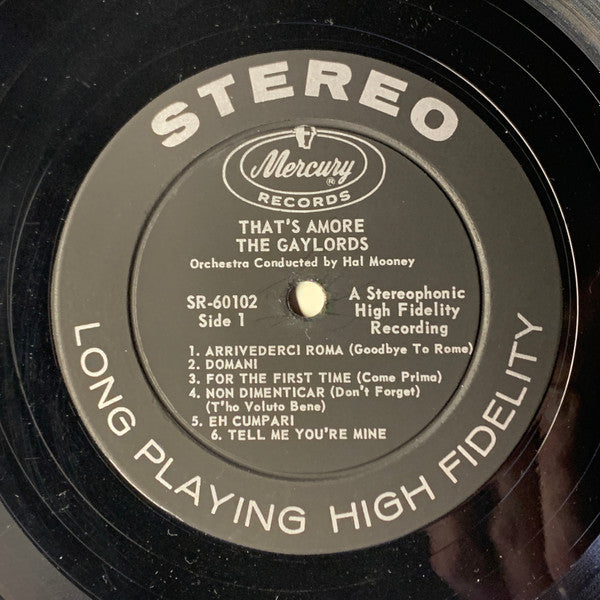 STEREO
Mercury
®
RECORDS
THAT'S AMORE
THE GAYLORDS
Orchestra Conducted by Hal Mooney
SR-60102
Side 1
A Stereophonic
High Fidelity
Recording
1. ARRIVEDERCI ROMA (Goodbye To Rome)
2. DOMANI
3. FOR THE FIRST TIME (Come Prima)
4. NON DIMENTICAR (Don't Forget)
(T'ho Voluto Bene)
5. EH CUMPARI
6. TELL ME YOU'RE MINE
LONG PLAYING HIGH FIDELITY